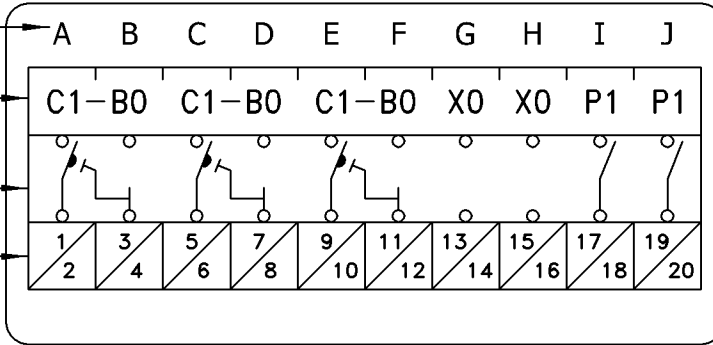 A B C D E F G H I J
C1-B0 C1-B0 C1-B0 X0 X0 P1 P1
1 3 5 7 9 11 13 15 17 19
2 4 6 8 10 12 14 16 18 20